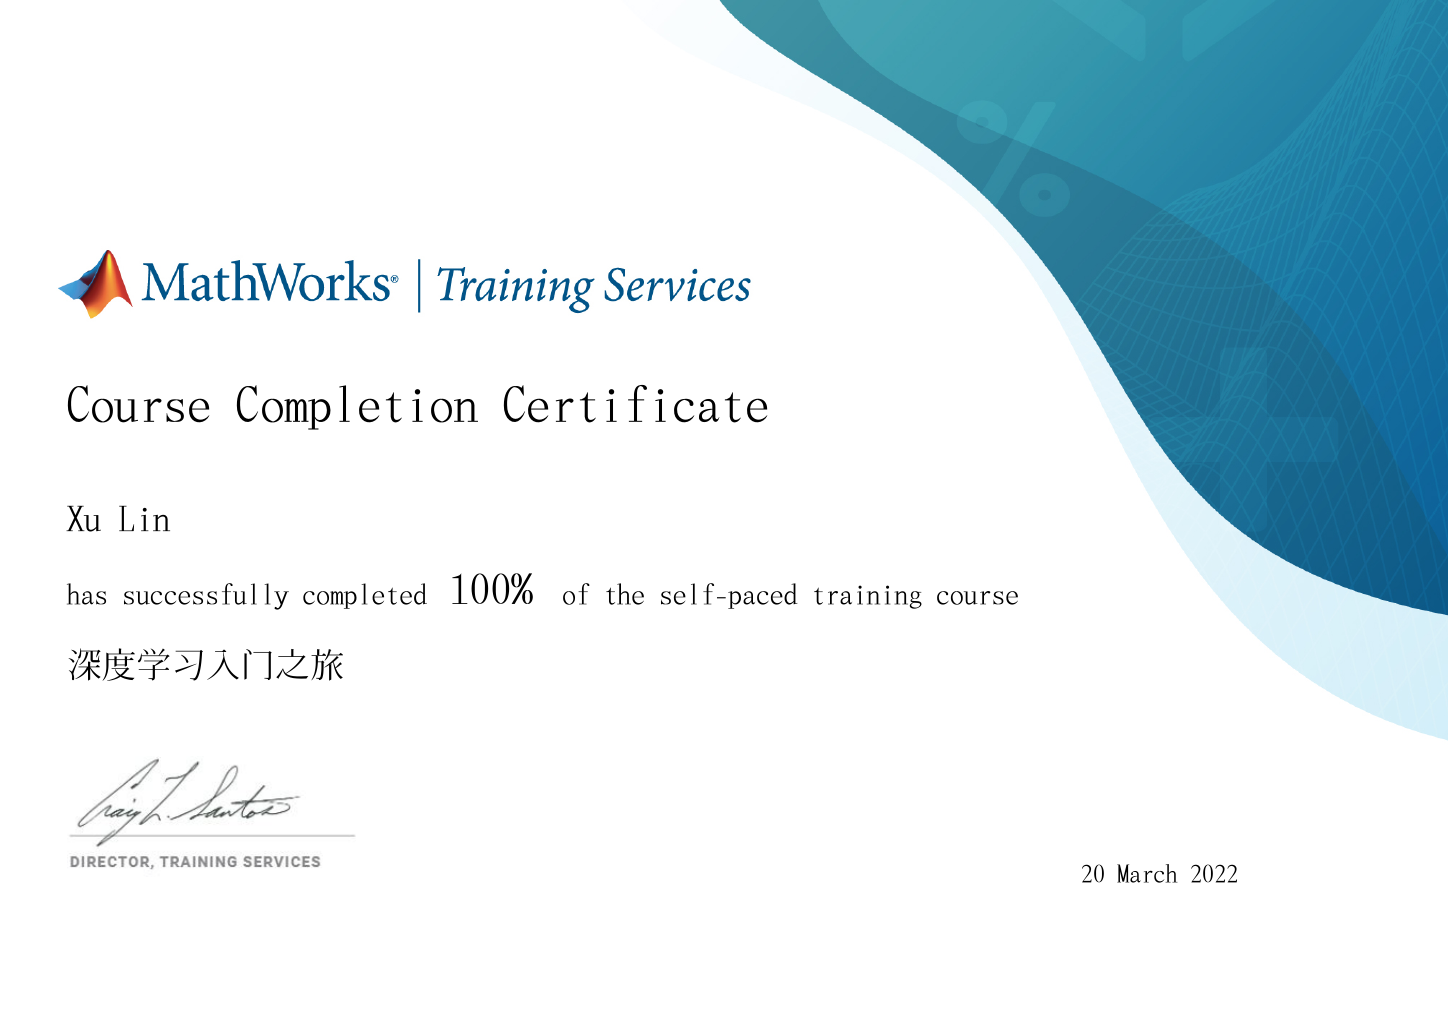 MathWorks® | Training Services
Course Completion Certificate
Xu Lin
has successfully completed 100% of the self-paced training course
深度学习入门之旅
Craig L. Santos
DIRECTOR, TRAINING SERVICES
20 March 2022